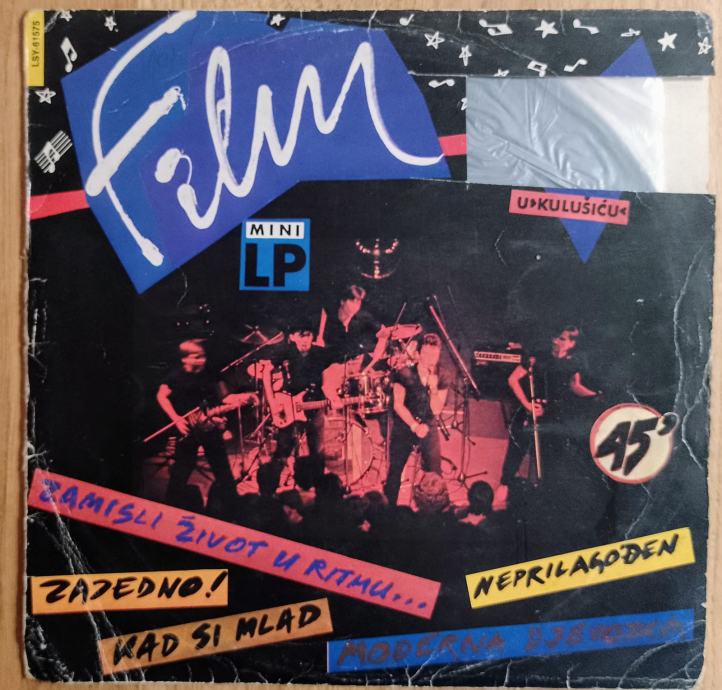 LSY-61575
Film
U»KULUŠIĆU«
MINI
LP
45'
ZAMISLI ŽIVOT U RITMU...
NEPRILAGOĐEN
ZAJEDNO!
KAD SI MLAD
MODERNA DJEVOJKA